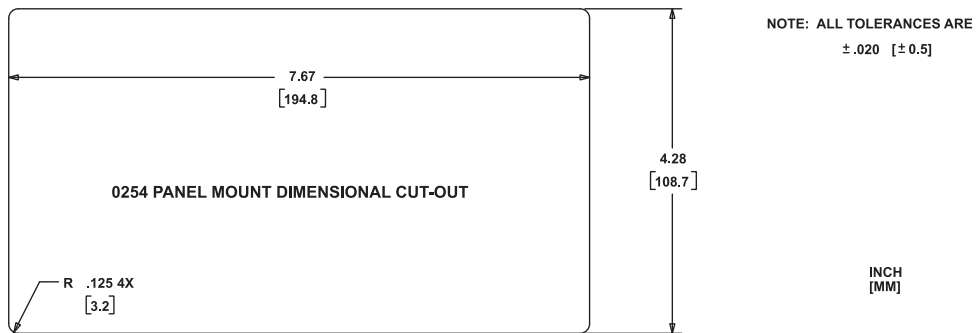 NOTE: ALL TOLERANCES ARE
± .020 [± 0.5]
7.67
[194.8]
4.28
[108.7]
0254 PANEL MOUNT DIMENSIONAL CUT-OUT
R .125 4X
[3.2]
INCH
[MM]